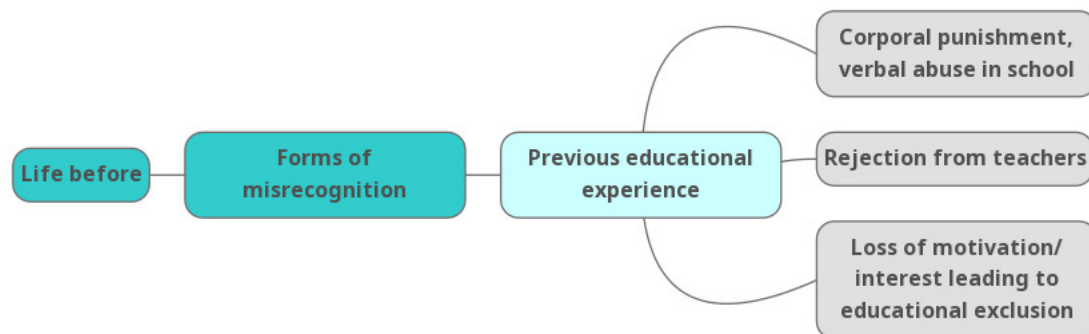 Life before
Forms of
misrecognition
Previous educational
experience
Corporal punishment,
verbal abuse in school
Rejection from teachers
Loss of motivation/
interest leading to
educational exclusion